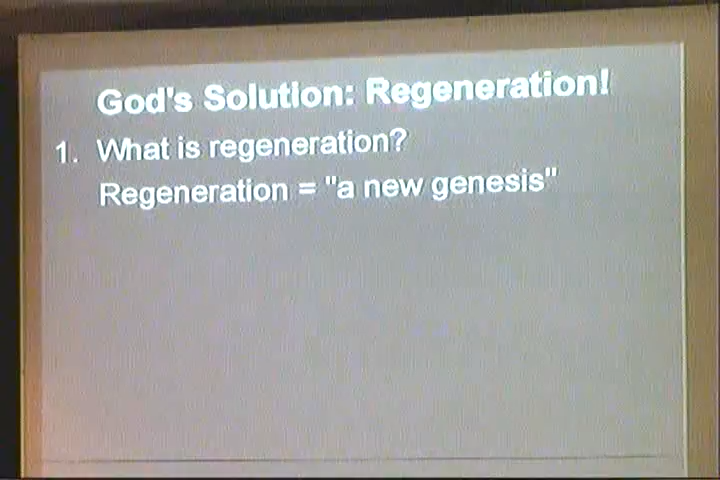 God's Solution: Regeneration!
1. What is regeneration?
Regeneration = "a new genesis"